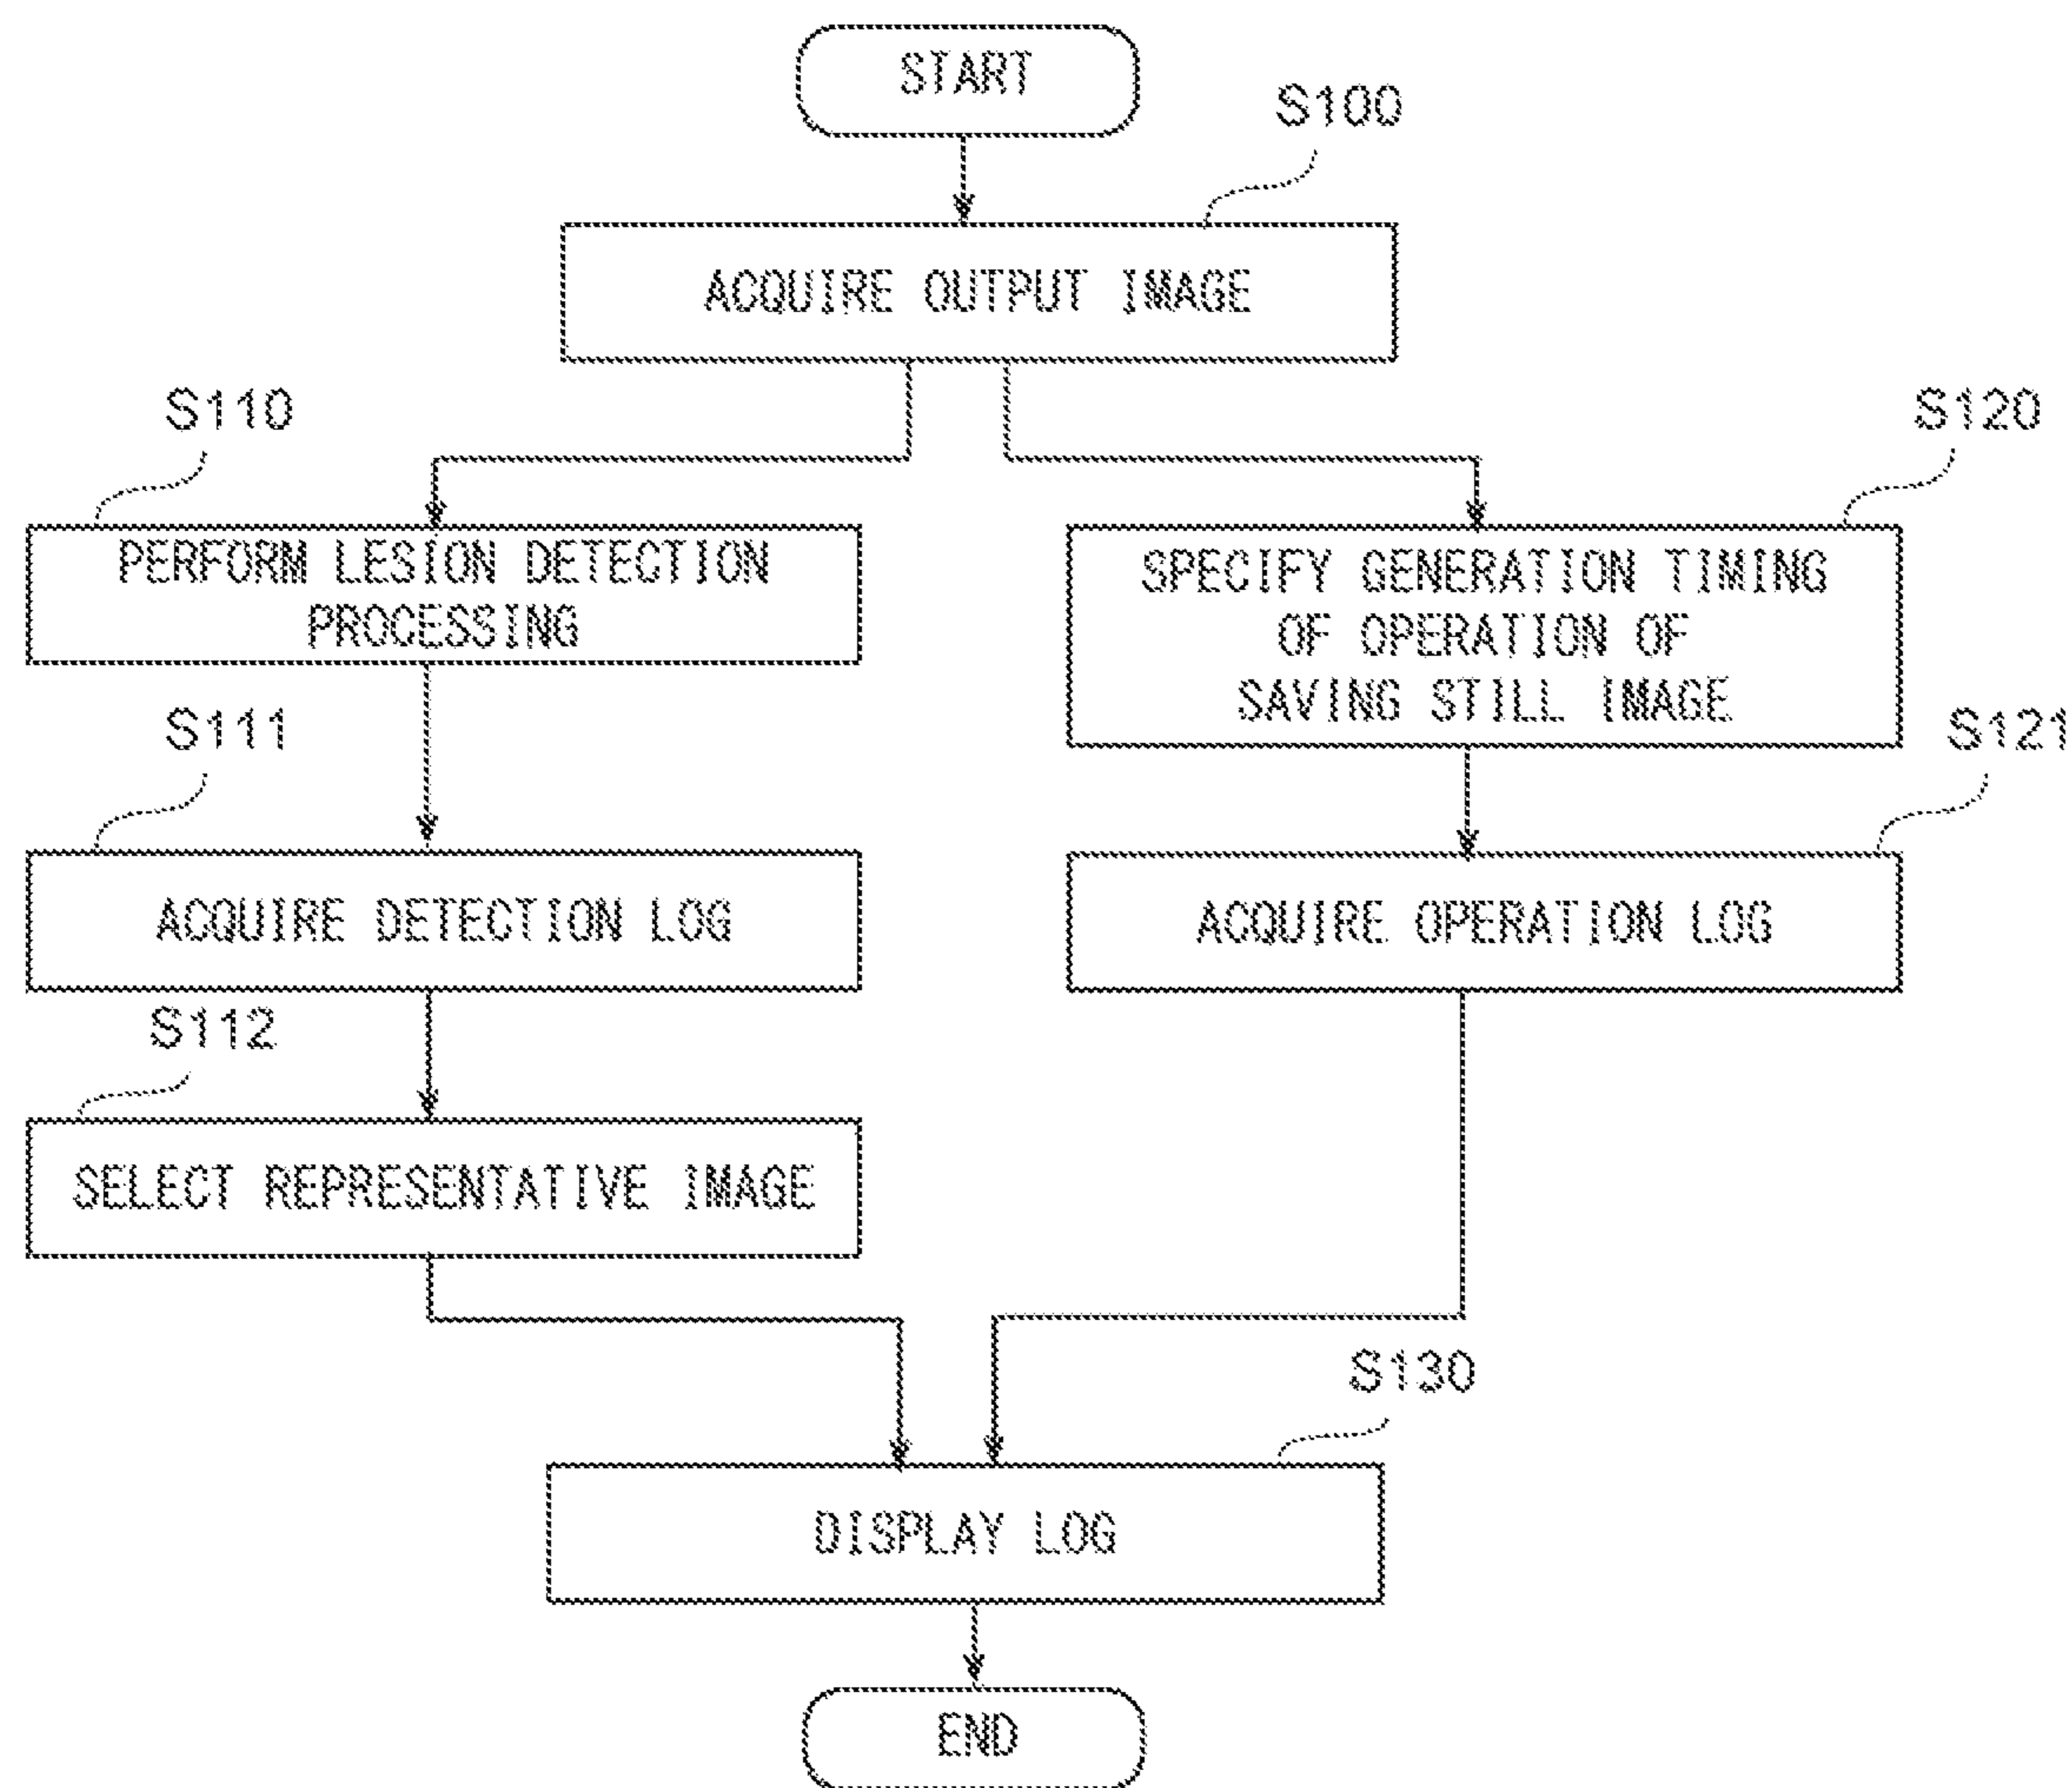 START
S100
ACQUIRE OUTPUT IMAGE
S110
S120
PERFORM LESION DETECTION
PROCESSING
SPECIFY GENERATION TIMING
OF OPERATION OF
SAVING STILL IMAGE
S111
S121
ACQUIRE DETECTION LOG
ACQUIRE OPERATION LOG
S112
SELECT REPRESENTATIVE IMAGE
S130
DISPLAY LOG
END